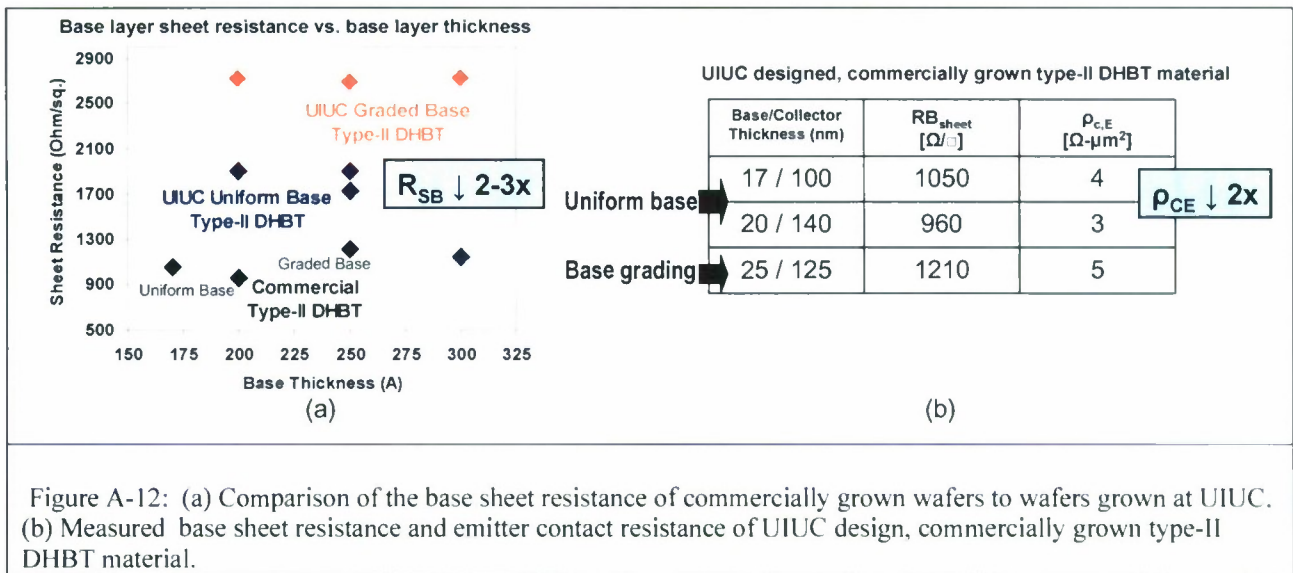 Base layer sheet resistance vs. base layer thickness
Sheet Resistance (Ohm/sq.)
2900
2500
2100
1700
1300
900
500
UIUC Graded Base
Type-II DHBT
UIUC Uniform Base
Type-II DHBT
R_SB ↓ 2-3x
Graded Base
Uniform Base
Commercial
Type-II DHBT
150 175 200 225 250 275 300 325
Base Thickness (A)
(a)
UIUC designed, commercially grown type-II DHBT material
Base/Collector
Thickness (nm)
RB_sheet
[Ω/□]
ρ_c,E
[Ω-μm²]
Uniform base
17 / 100 1050 4
20 / 140 960 3
Base grading
25 / 125 1210 5
ρ_CE ↓ 2x
(b)
Figure A-12: (a) Comparison of the base sheet resistance of commercially grown wafers to wafers grown at UIUC.
(b) Measured base sheet resistance and emitter contact resistance of UIUC design, commercially grown type-II
DHBT material.